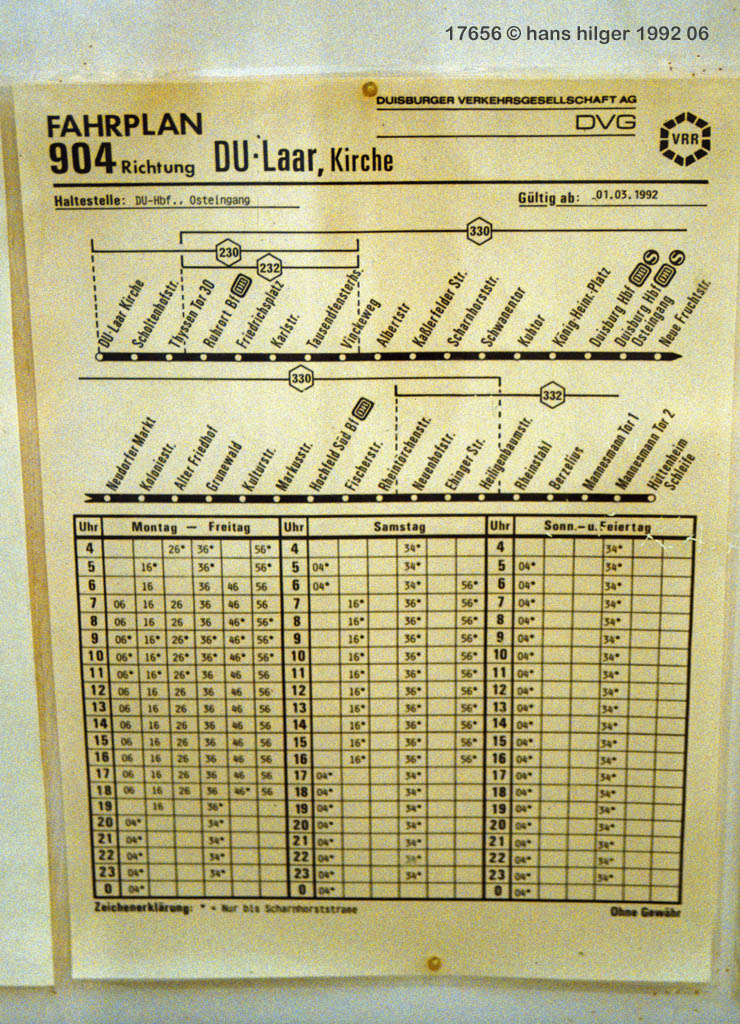 17656 © hans hilger 1992 06
DUISBURGER VERKEHRSGESELLSCHAFT AG
FAHRPLAN
DVG
VRR
904 Richtung DU-Laar, Kirche
Haltestelle: DU-Hbf., Osteingang
Gültig ab: 01.03.1992
330
230
232
DU-Laar Kirche
Scholtenhofstr.
Thyssen Tor 30
Ruhrort Bf DB
Friedrichsplatz
Karlstr.
Tausendfensterhs.
Vinckeweg
Albertstr
Kaßlerfelder Str.
Scharnhorststr.
Schwanentor
Kuhtor
König-Heinr.-Platz
Duisburg Hbf DB S
Duisburg Hbf DB S
Osteingang
Neue Fruchtstr.
330
332
Neudorfer Markt
Koloniestr.
Alter Friedhof
Grunewald
Kulturstr.
Markusstr.
Hochfeld Süd Bf DB
Fischerstr.
Rheintörchenstr.
Neuenhofstr.
Ehinger Str.
Heiligenbaumstr.
Rheinstahl
Berzelius
Mannesmann Tor 1
Mannesmann Tor 2
Hüttenheim
Schleife
Uhr Montag — Freitag Uhr Samstag Uhr Sonn.-u. Feiertag
4 26* 36* 56* 4 34* 4 34*
5 16* 36* 56* 5 04* 34* 5 04* 34*
6 16 36 46 56 6 04* 34* 56* 6 04* 34*
7 06 16 26 36 46 56 7 16* 36* 56* 7 04* 34*
8 06 16 26 36 46* 56* 8 16* 36* 56* 8 04* 34*
9 06* 16* 26* 36* 46* 56* 9 16* 36* 56* 9 04* 34*
10 06* 16* 26* 36* 46* 56* 10 16* 36* 56* 10 04* 34*
11 06* 16* 26* 36* 46 56 11 16* 36* 56* 11 04* 34*
12 06 16 26 36 46 56 12 16* 36* 56* 12 04* 34*
13 06 16 26 36 46 56 13 16* 36* 56* 13 04* 34*
14 06 16 26 36 46 56 14 16* 36* 56* 14 04* 34*
15 06 16 26 36 46 56 15 16* 36* 56* 15 04* 34*
16 06 16 26 36 46 56 16 16* 36* 56* 16 04* 34*
17 06 16 26 36 46 56 17 04* 34* 17 04* 34*
18 06 16 26 36 46* 56 18 04* 34* 18 04* 34*
19 16 36* 19 04* 34* 19 04* 34*
20 04* 34* 20 04* 34* 20 04* 34*
21 04* 34* 21 04* 34* 21 04* 34*
22 04* 34* 22 04* 22 04* 34*
23 04* 34* 23 04* 34* 23 04* 34*
0 04* 0 04* 0 04*
Zeichenerklärung: * = Nur bis Scharnhorststrasse
Ohne Gewähr